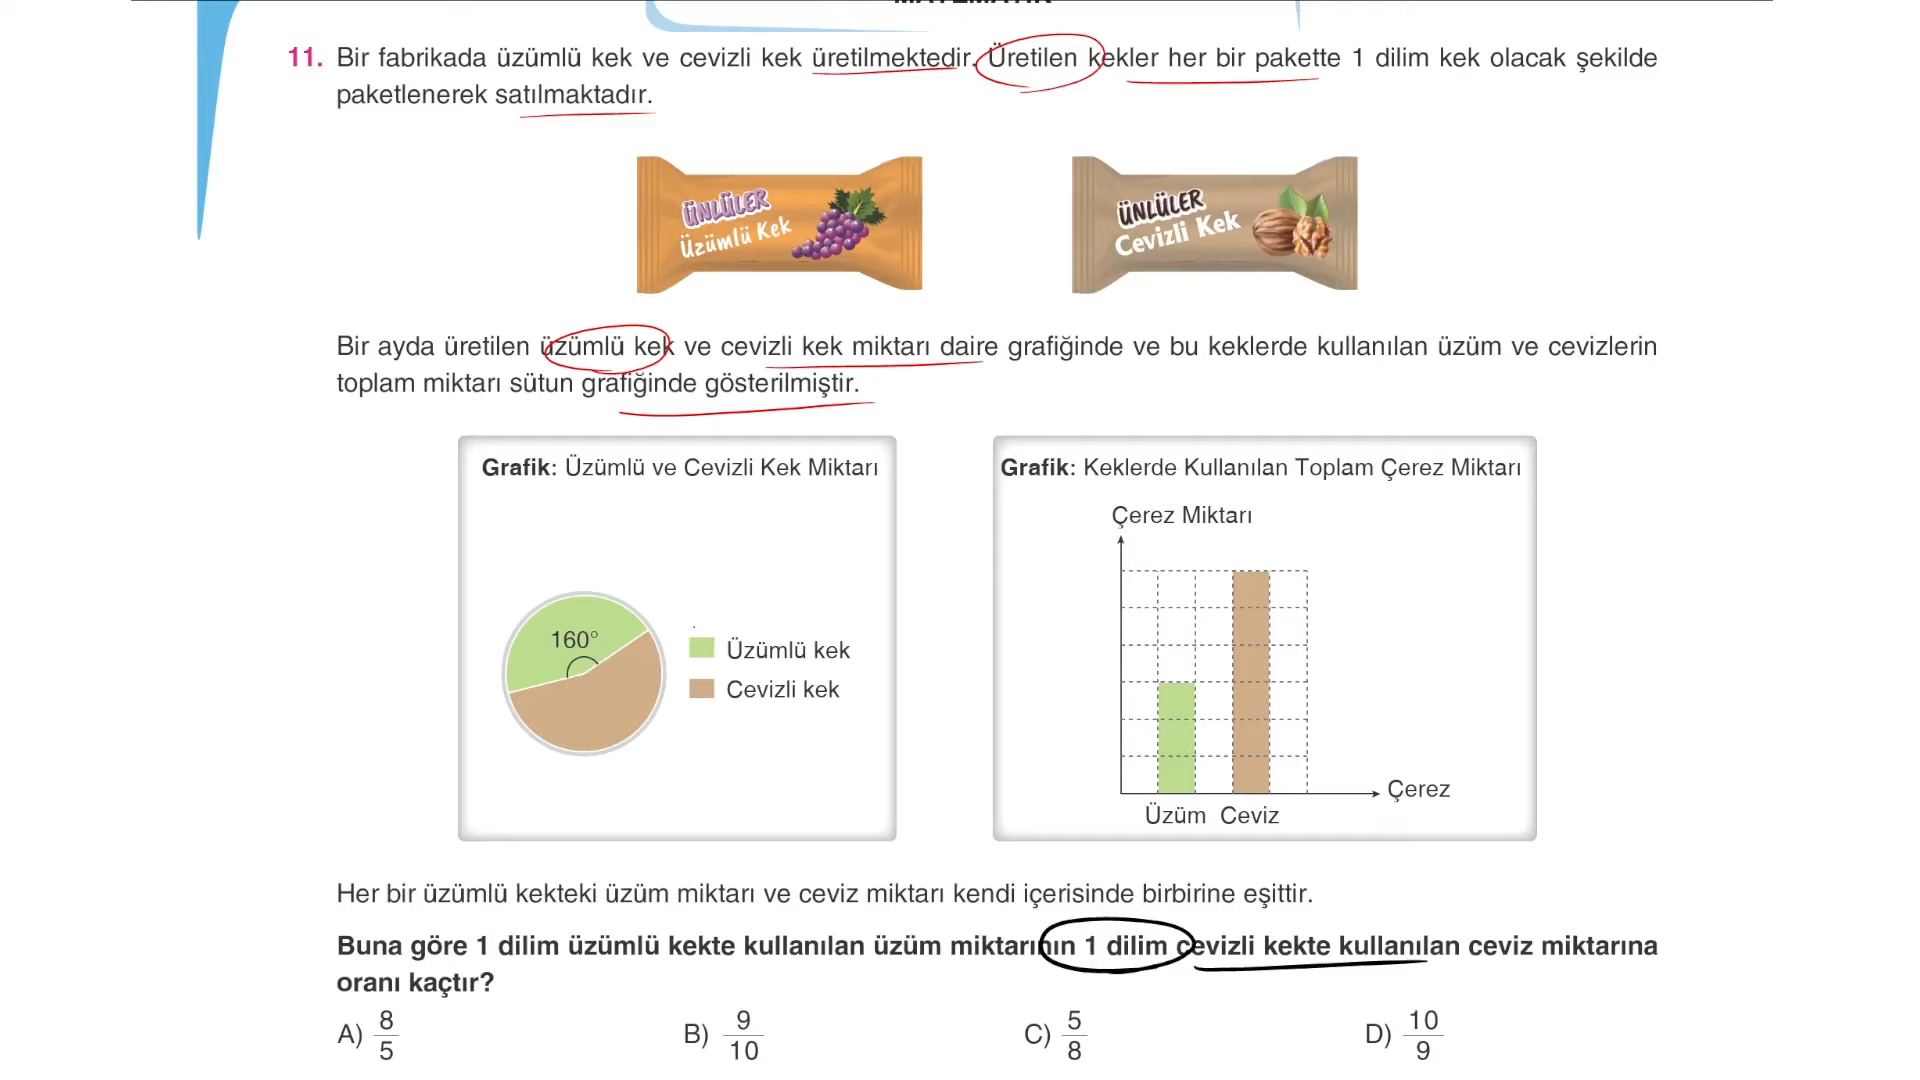 11. Bir fabrikada üzümlü kek ve cevizli kek üretilmektedir. Üretilen kekler her bir pakette 1 dilim kek olacak şekilde
paketlenerek satılmaktadır.
ÜNLÜLER
Üzümlü Kek
ÜNLÜLER
Cevizli Kek
Bir ayda üretilen üzümlü kek ve cevizli kek miktarı daire grafiğinde ve bu keklerde kullanılan üzüm ve cevizlerin
toplam miktarı sütun grafiğinde gösterilmiştir.
Grafik: Üzümlü ve Cevizli Kek Miktarı
160°
Üzümlü kek
Cevizli kek
Grafik: Keklerde Kullanılan Toplam Çerez Miktarı
Çerez Miktarı
Çerez
Üzüm Ceviz
Her bir üzümlü kekteki üzüm miktarı ve ceviz miktarı kendi içerisinde birbirine eşittir.
Buna göre 1 dilim üzümlü kekte kullanılan üzüm miktarının 1 dilim cevizli kekte kullanılan ceviz miktarına
oranı kaçtır?
A) 8/5 B) 9/10 C) 5/8 D) 10/9